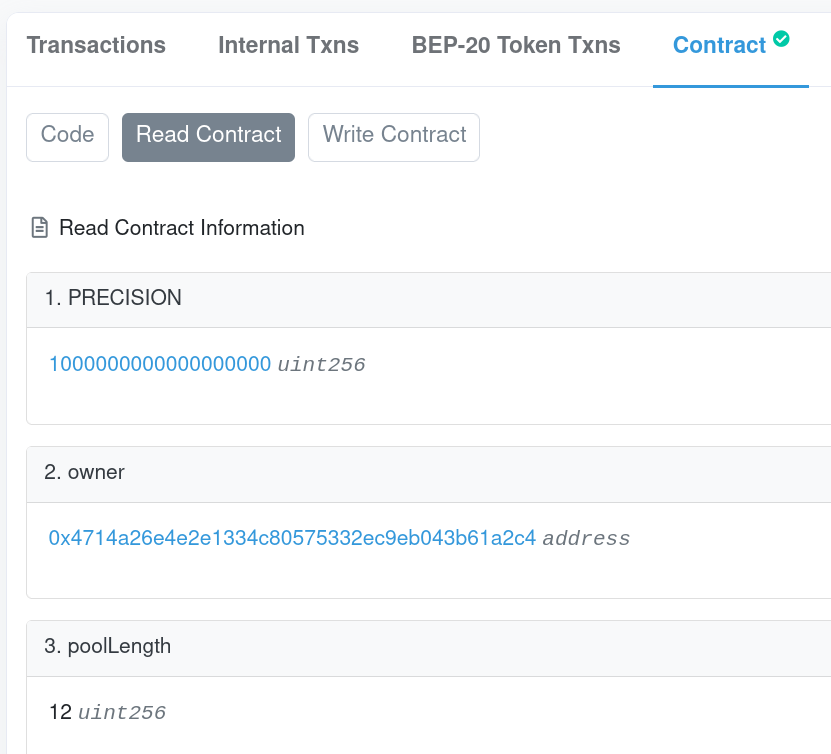 Transactions Internal Txns BEP-20 Token Txns Contract
Code Read Contract Write Contract
Read Contract Information
1. PRECISION
1000000000000000000 uint256
2. owner
0x4714a26e4e2e1334c80575332ec9eb043b61a2c4 address
3. poolLength
12 uint256